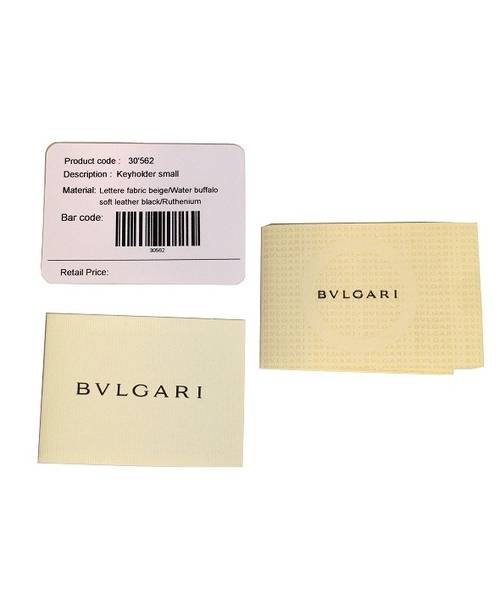 Product code : 30'562
Description : Keyholder small
Material: Lettere fabric beige/Water buffalo
soft leather black/Ruthenium
Bar code:
30562
Retail Price:
BVLGARI
BVLGARI